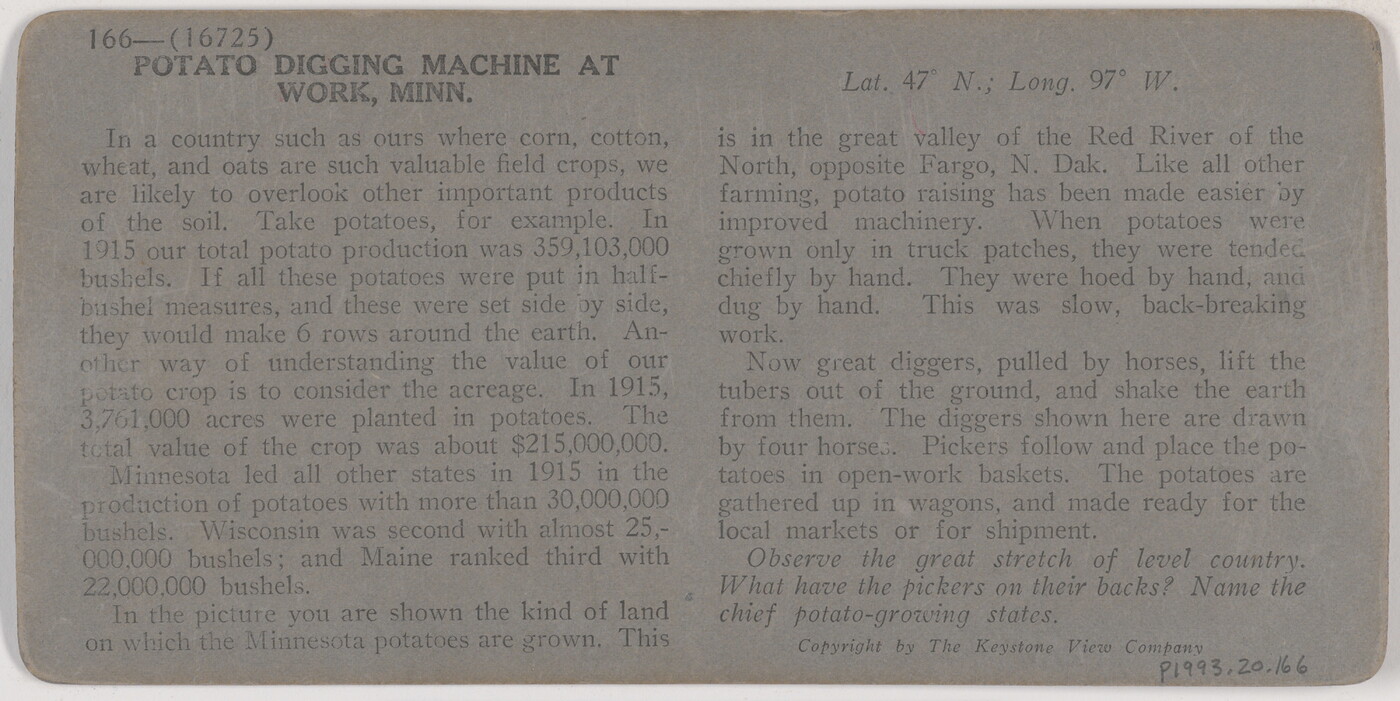 166—(16725)
POTATO DIGGING MACHINE AT
WORK, MINN.
In a country such as ours where corn, cotton,
wheat, and oats are such valuable field crops, we
are likely to overlook other important products
of the soil. Take potatoes, for example. In
1915 our total potato production was 359,103,000
bushels. If all these potatoes were put in half-
bushel measures, and these were set side by side,
they would make 6 rows around the earth. An-
other way of understanding the value of our
potato crop is to consider the acreage. In 1915,
3,761,000 acres were planted in potatoes. The
total value of the crop was about $215,000,000.
Minnesota led all other states in 1915 in the
production of potatoes with more than 30,000,000
bushels. Wisconsin was second with almost 25,-
000,000 bushels; and Maine ranked third with
22,000,000 bushels.
In the picture you are shown the kind of land
on which the Minnesota potatoes are grown. This
Lat. 47° N.; Long. 97° W.
is in the great valley of the Red River of the
North, opposite Fargo, N. Dak. Like all other
farming, potato raising has been made easier by
improved machinery. When potatoes were
grown only in truck patches, they were tended
chiefly by hand. They were hoed by hand, and
dug by hand. This was slow, back-breaking
work.
Now great diggers, pulled by horses, lift the
tubers out of the ground, and shake the earth
from them. The diggers shown here are drawn
by four horses. Pickers follow and place the po-
tatoes in open-work baskets. The potatoes are
gathered up in wagons, and made ready for the
local markets or for shipment.
Observe the great stretch of level country.
What have the pickers on their backs? Name the
chief potato-growing states.
Copyright by The Keystone View Company
P1993.20.166